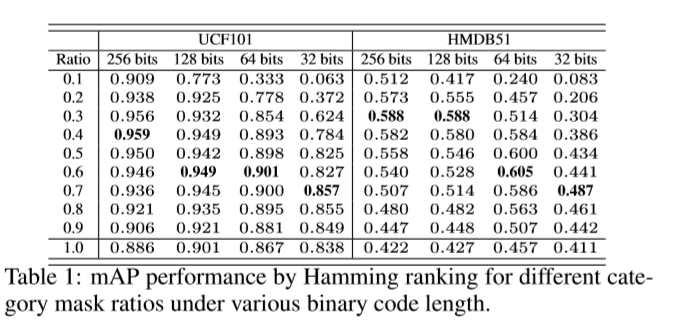 UCF101 HMDB51
Ratio 256 bits 128 bits 64 bits 32 bits 256 bits 128 bits 64 bits 32 bits
0.1 0.909 0.773 0.333 0.063 0.512 0.417 0.240 0.083
0.2 0.938 0.925 0.778 0.372 0.573 0.555 0.457 0.206
0.3 0.956 0.932 0.854 0.624 0.588 0.588 0.514 0.304
0.4 0.959 0.949 0.893 0.784 0.582 0.580 0.584 0.386
0.5 0.950 0.942 0.898 0.825 0.558 0.546 0.600 0.434
0.6 0.946 0.949 0.901 0.827 0.540 0.528 0.605 0.441
0.7 0.936 0.945 0.900 0.857 0.507 0.514 0.586 0.487
0.8 0.921 0.935 0.895 0.855 0.480 0.482 0.563 0.461
0.9 0.906 0.921 0.881 0.849 0.447 0.448 0.507 0.442
1.0 0.886 0.901 0.867 0.838 0.422 0.427 0.457 0.411
Table 1: mAP performance by Hamming ranking for different cate-
gory mask ratios under various binary code length.